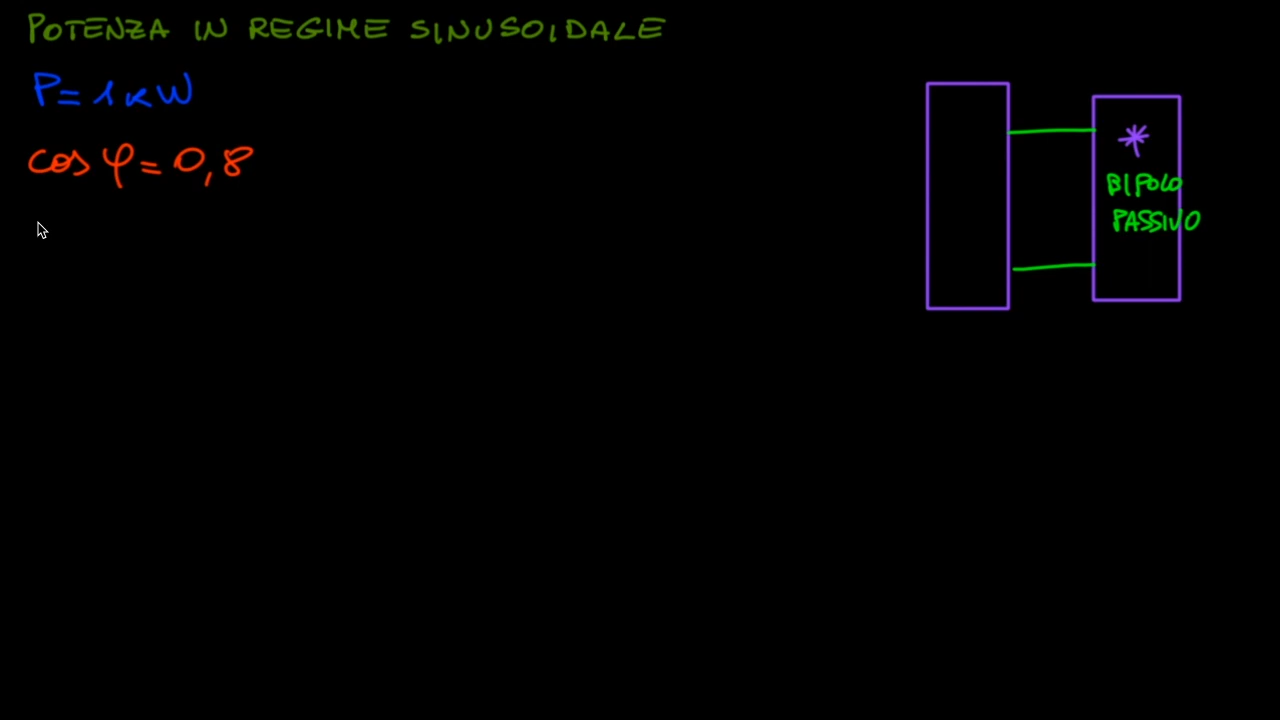 POTENZA IN REGIME SINUSOIDALE
P = 1 kW
cos φ = 0,8
*
BIPOLO
PASSIVO